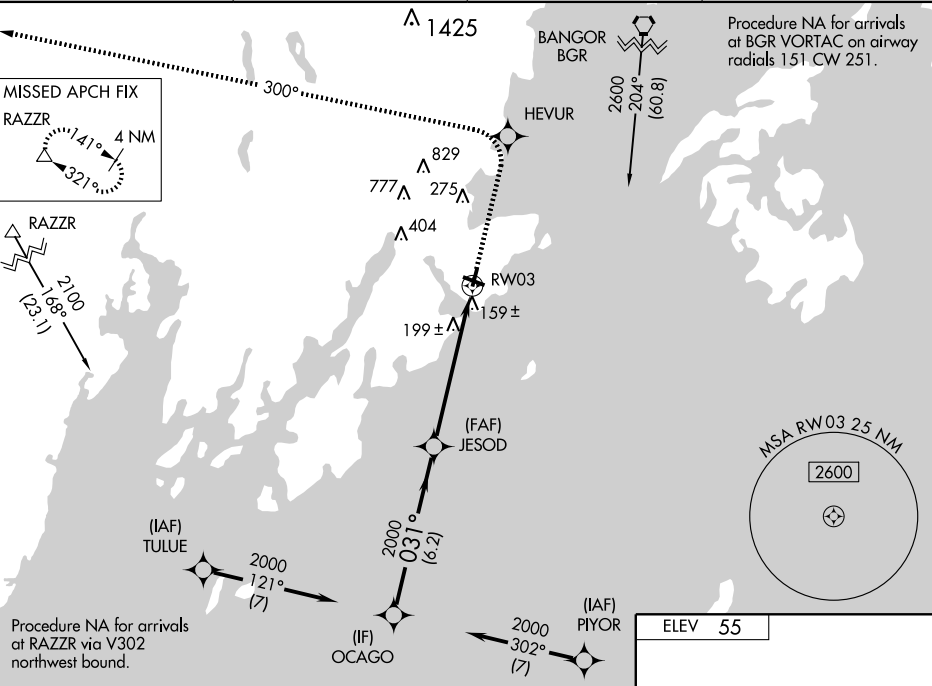 1425
BANGOR
BGR
Procedure NA for arrivals
at BGR VORTAC on airway
radials 151 CW 251.
2600
204°
(60.8)
300°
MISSED APCH FIX
RAZZR
4 NM
141°
321°
HEVUR
829
777
275
404
RAZZR
2100
168°
(23.1)
RW03
159 ±
199 ±
(FAF)
JESOD
MSA RW03 25 NM
2600
(IAF)
TULUE
2000
121°
(7)
2000
031°
(6.2)
(IF)
OCAGO
2000
302°
(7)
(IAF)
PIYOR
Procedure NA for arrivals
at RAZZR via V302
northwest bound.
ELEV 55